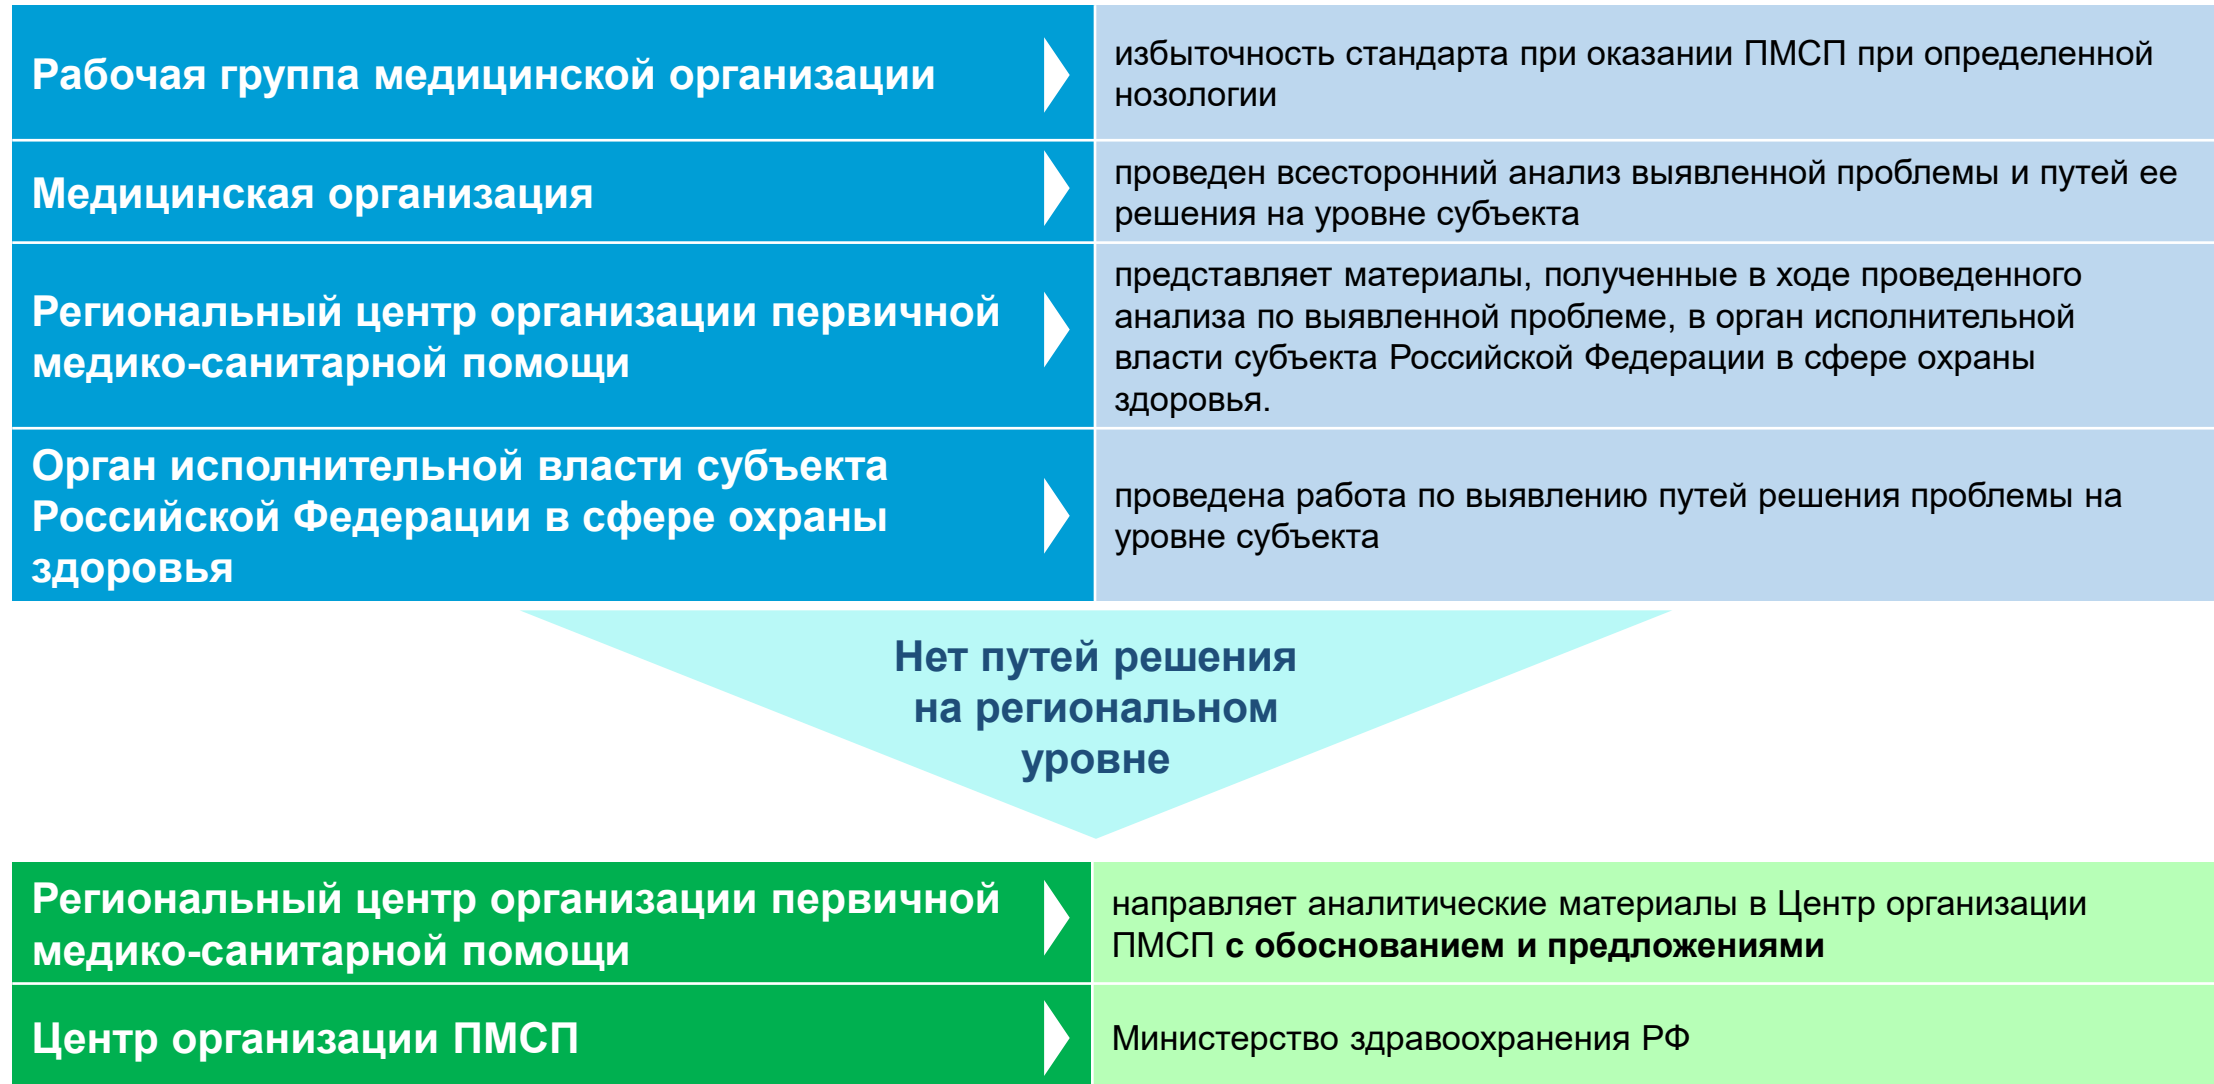 Рабочая группа медицинской организации
избыточность стандарта при оказании ПМСП при определенной
нозологии
Медицинская организация
проведен всесторонний анализ выявленной проблемы и путей ее
решения на уровне субъекта
Региональный центр организации первичной
медико-санитарной помощи
представляет материалы, полученные в ходе проведенного
анализа по выявленной проблеме, в орган исполнительной
власти субъекта Российской Федерации в сфере охраны
здоровья.
Орган исполнительной власти субъекта
Российской Федерации в сфере охраны
здоровья
проведена работа по выявлению путей решения проблемы на
уровне субъекта
Нет путей решения
на региональном
уровне
Региональный центр организации первичной
медико-санитарной помощи
направляет аналитические материалы в Центр организации
ПМСП с обоснованием и предложениями
Центр организации ПМСП
Министерство здравоохранения РФ